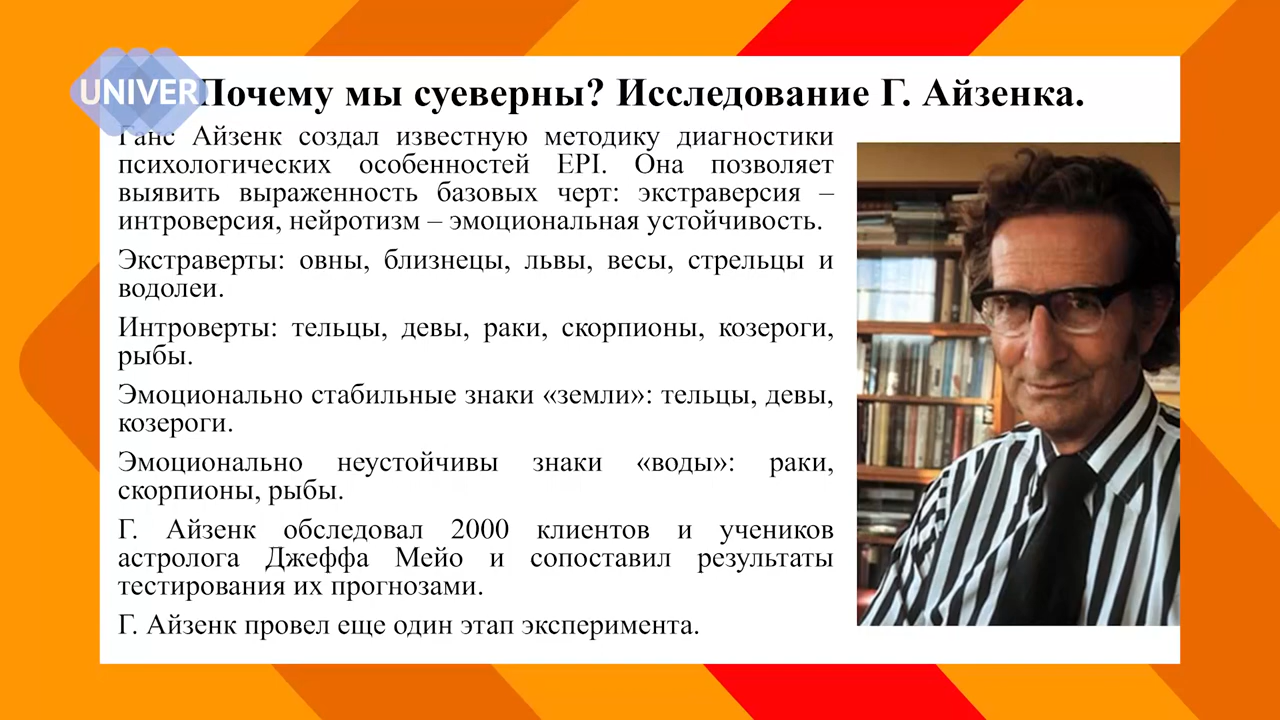 UNIVER
Почему мы суеверны? Исследование Г. Айзенка.
Ганс Айзенк создал известную методику диагностики
психологических особенностей EPI. Она позволяет
выявить выраженность базовых черт: экстраверсия –
интроверсия, нейротизм – эмоциональная устойчивость.
Экстраверты: овны, близнецы, львы, весы, стрельцы и
водолеи.
Интроверты: тельцы, девы, раки, скорпионы, козероги,
рыбы.
Эмоционально стабильные знаки «земли»: тельцы, девы,
козероги.
Эмоционально неустойчивы знаки «воды»: раки,
скорпионы, рыбы.
Г. Айзенк обследовал 2000 клиентов и учеников
астролога Джеффа Мейо и сопоставил результаты
тестирования их прогнозами.
Г. Айзенк провел еще один этап эксперимента.